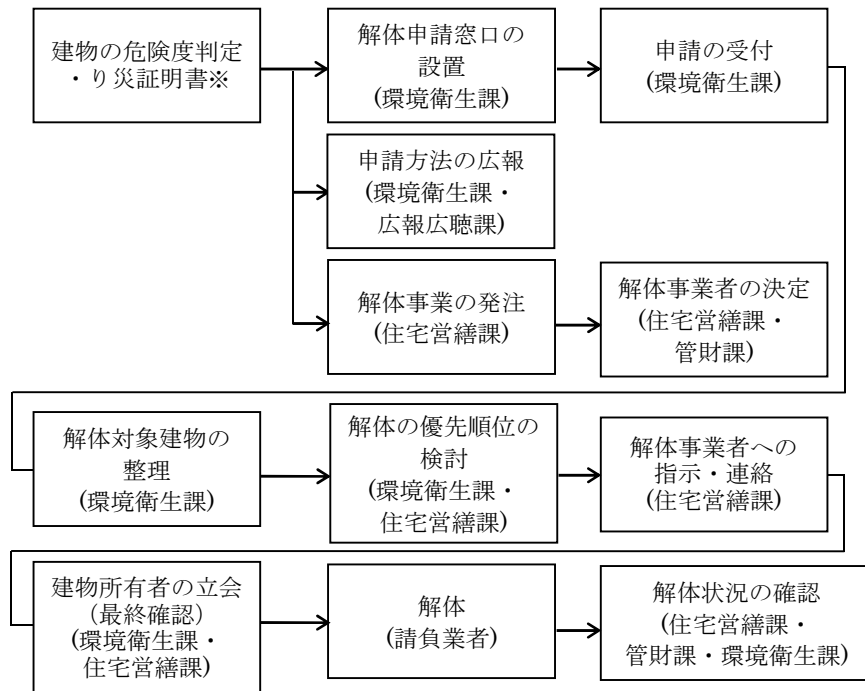 建物の危険度判定
・り災証明書※
解体申請窓口の
設置
(環境衛生課)
申請の受付
(環境衛生課)
申請方法の広報
(環境衛生課・
広報広聴課)
解体事業の発注
(住宅営繕課)
解体事業者の決定
(住宅営繕課・
管財課)
解体対象建物の
整理
(環境衛生課)
解体の優先順位の
検討
(環境衛生課・
住宅営繕課)
解体事業者への
指示・連絡
(住宅営繕課)
建物所有者の立会
（最終確認）
(環境衛生課・
住宅営繕課)
解体
(請負業者)
解体状況の確認
(住宅営繕課・
管財課・環境衛生課)